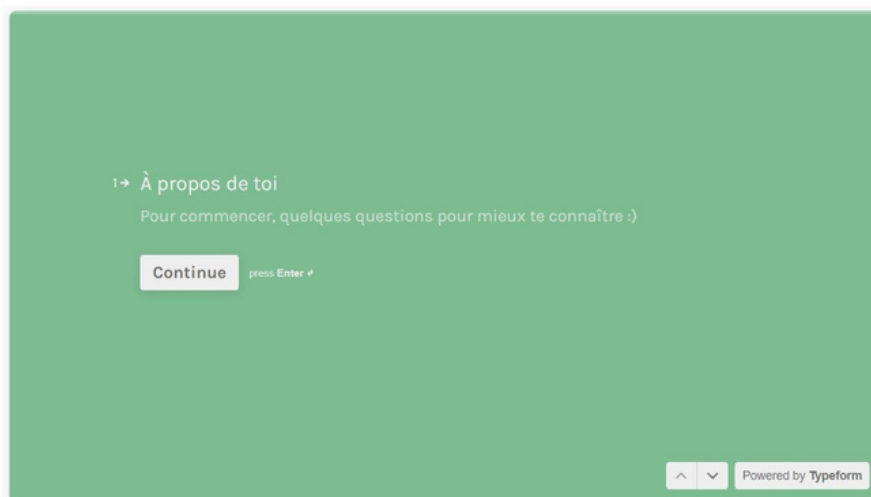 1→ À propos de toi
Pour commencer, quelques questions pour mieux te connaître :)
Continue press Enter ↵
Powered by Typeform